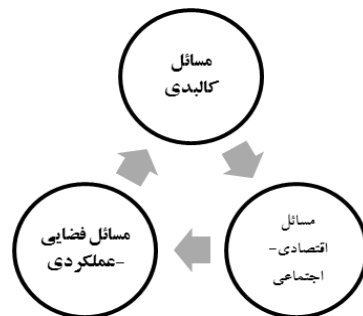 مسائل
کالبدی
مسائل
اقتصادی-
اجتماعی
مسائل فضایی
-عملکردی